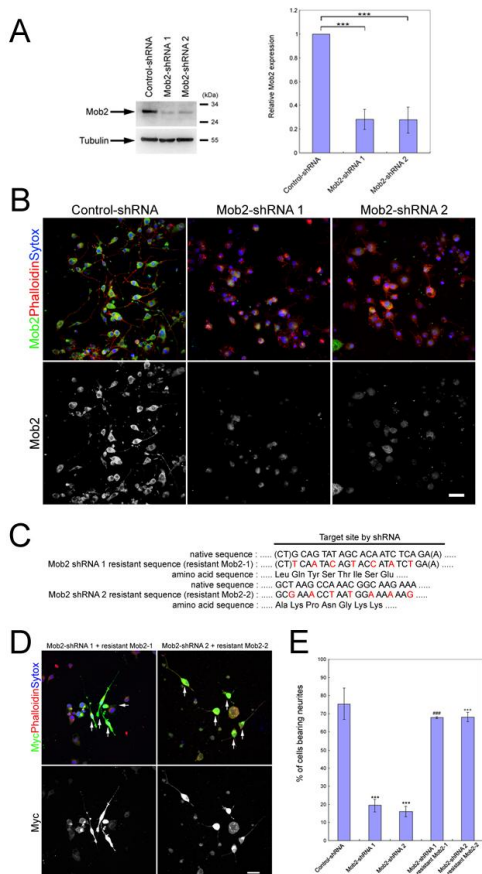 A
Control-shRNA
Mob2-shRNA 1
Mob2-shRNA 2
(kDa)
Mob2
34
24
Tubulin
55
Relative Mob2 expression
1.2
1
0.8
0.6
0.4
0.2
0
***
***
Control-shRNA
Mob2-shRNA 1
Mob2-shRNA 2
B
Control-shRNA Mob2-shRNA 1 Mob2-shRNA 2
Mob2PhalloidinSytox
Mob2
C
Target site by shRNA
native sequence : ..... (CT)G CAG TAT AGC ACA ATC TCA GA(A) .....
Mob2 shRNA 1 resistant sequence (resistant Mob2-1) : ..... (CT)T CAA TAC AGT ACC ATA TCT GA(A) .....
amino acid sequence : ..... Leu Gln Tyr Ser Thr Ile Ser Glu .....
native sequence : ..... GCT AAG CCA AAC GGC AAG AAA .....
Mob2 shRNA 2 resistant sequence (resistant Mob2-2) : ..... GCG AAA CCT AAT GGA AAA AAG .....
amino acid sequence : ..... Ala Lys Pro Asn Gly Lys Lys .....
D
Mob2-shRNA 1 + resistant Mob2-1 Mob2-shRNA 2 + resistant Mob2-2
MycPhalloidinSytox
Myc
E
% of cells bearing neurites
100
90
80
70
60
50
40
30
20
10
0
***
***
###
***
Control-shRNA
Mob2-shRNA 1
Mob2-shRNA 2
Mob2-shRNA 1
resistant Mob2-1
Mob2-shRNA 2
resistant Mob2-2